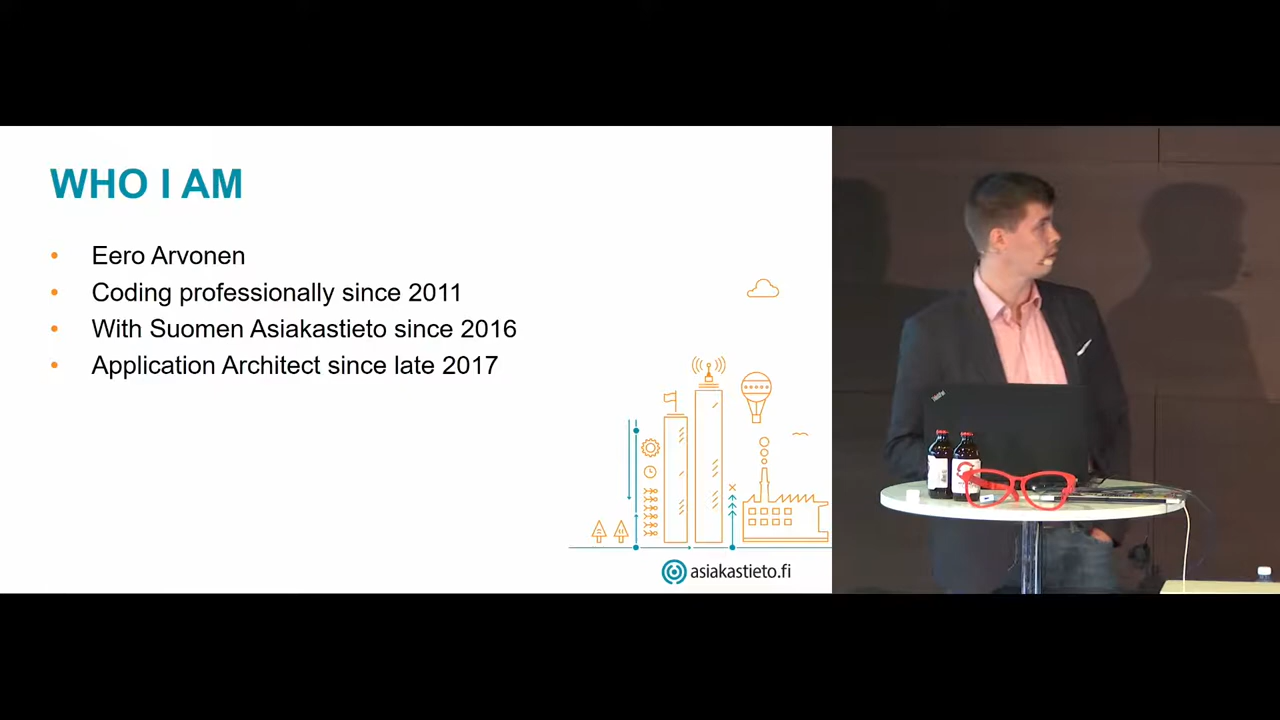 WHO I AM
• Eero Arvonen
• Coding professionally since 2011
• With Suomen Asiakastieto since 2016
• Application Architect since late 2017
asiakastieto.fi